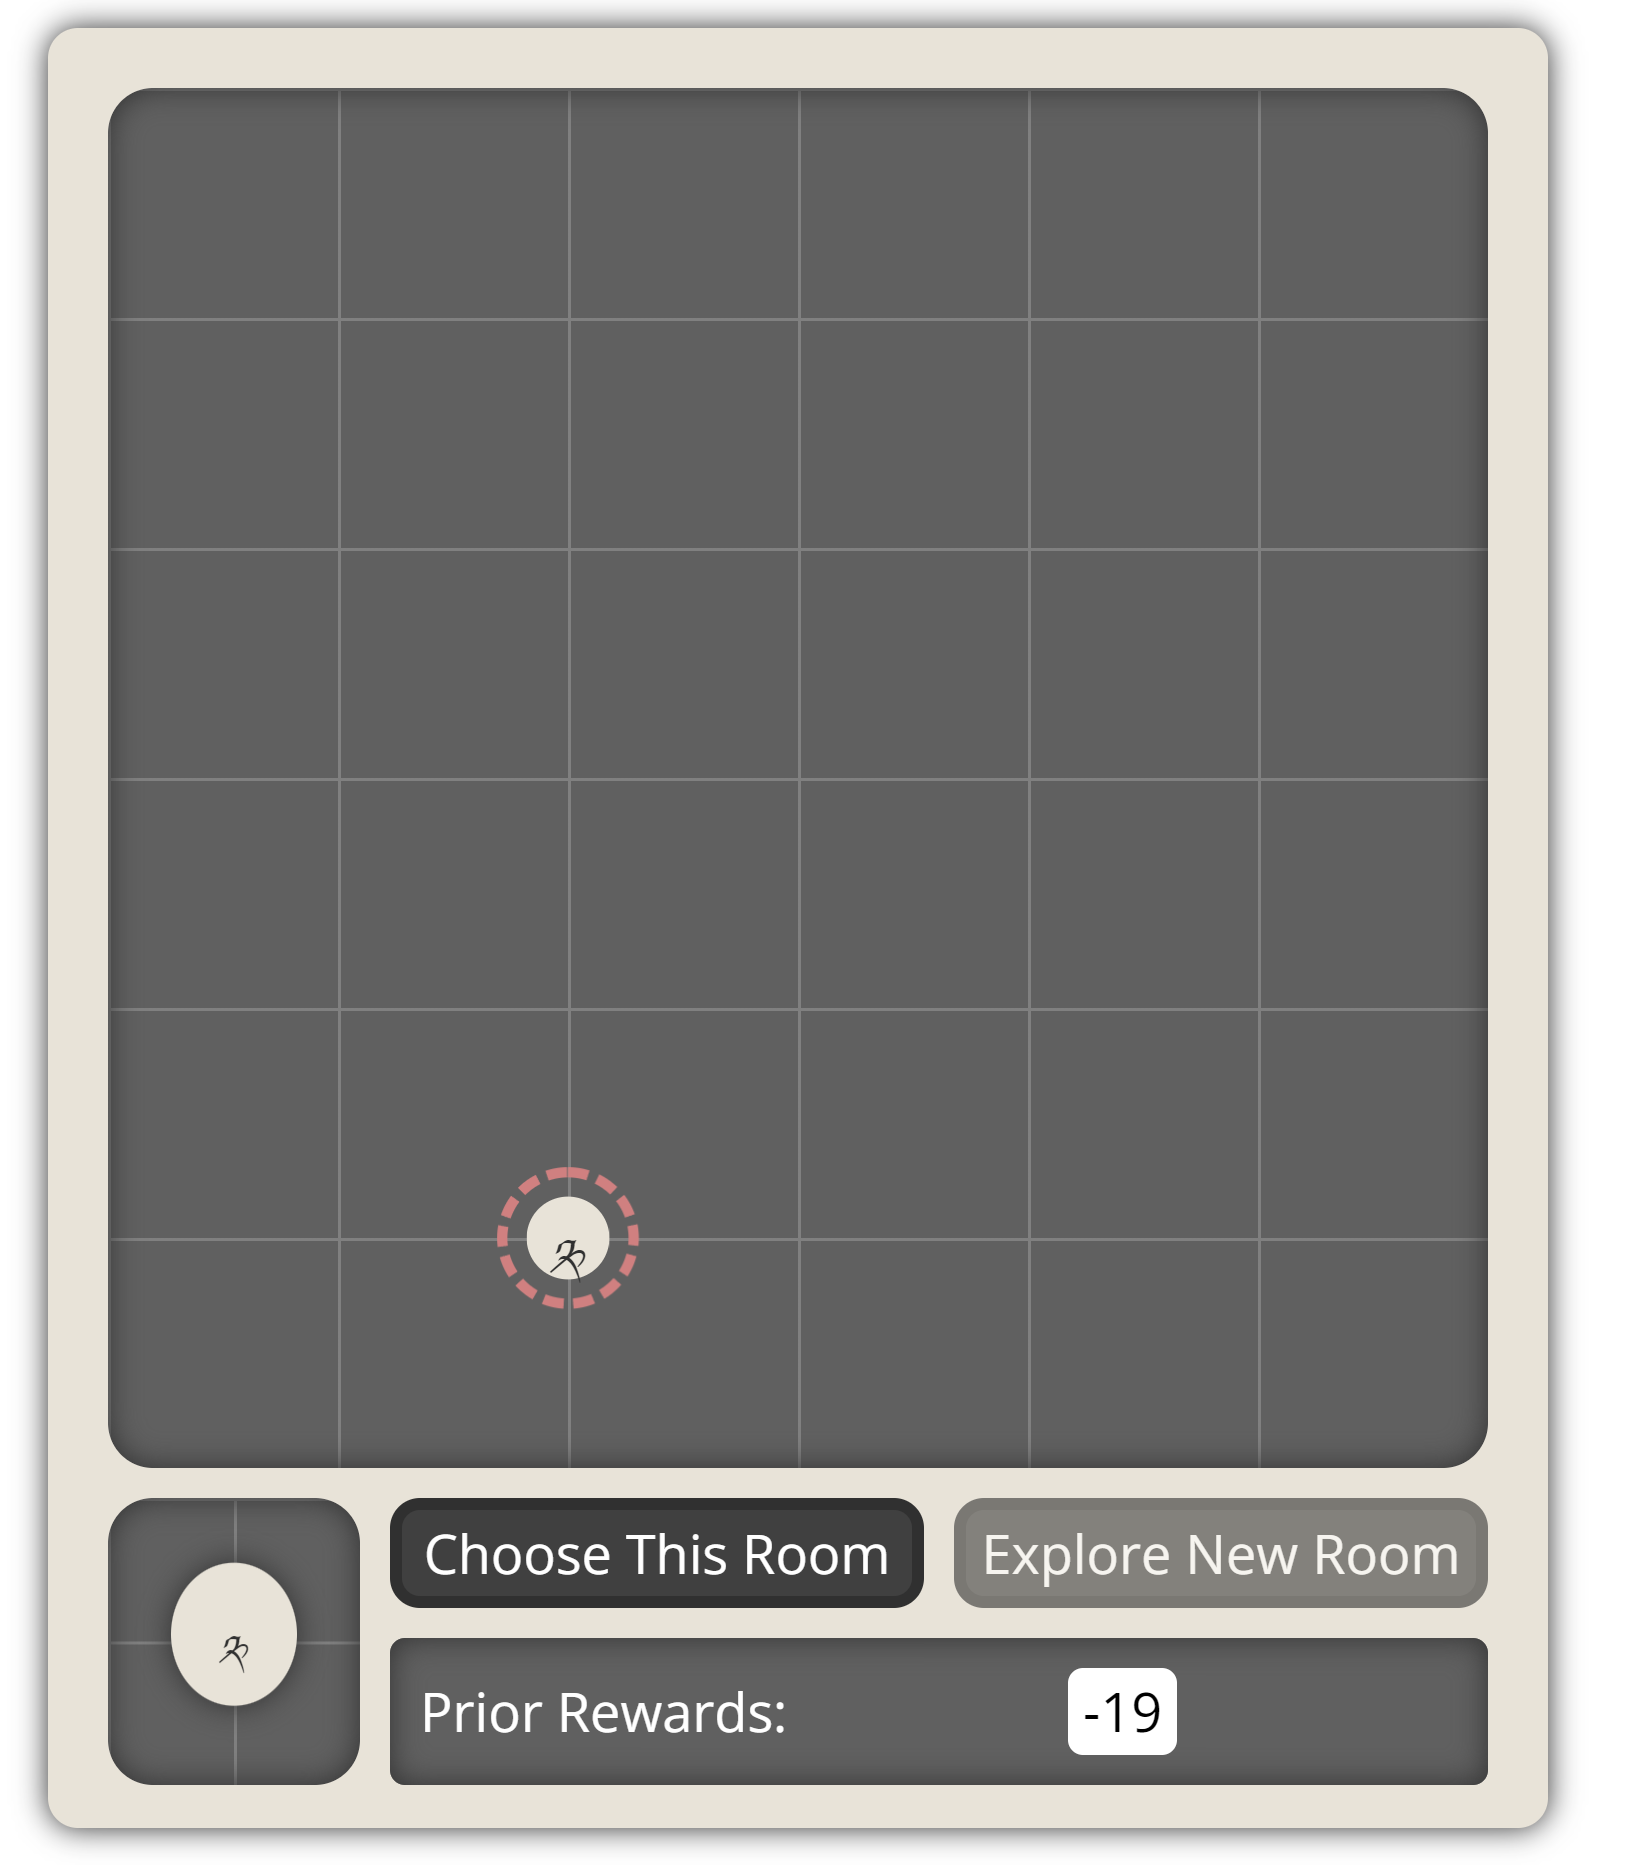 Choose This Room
Explore New Room
Prior Rewards:
-19